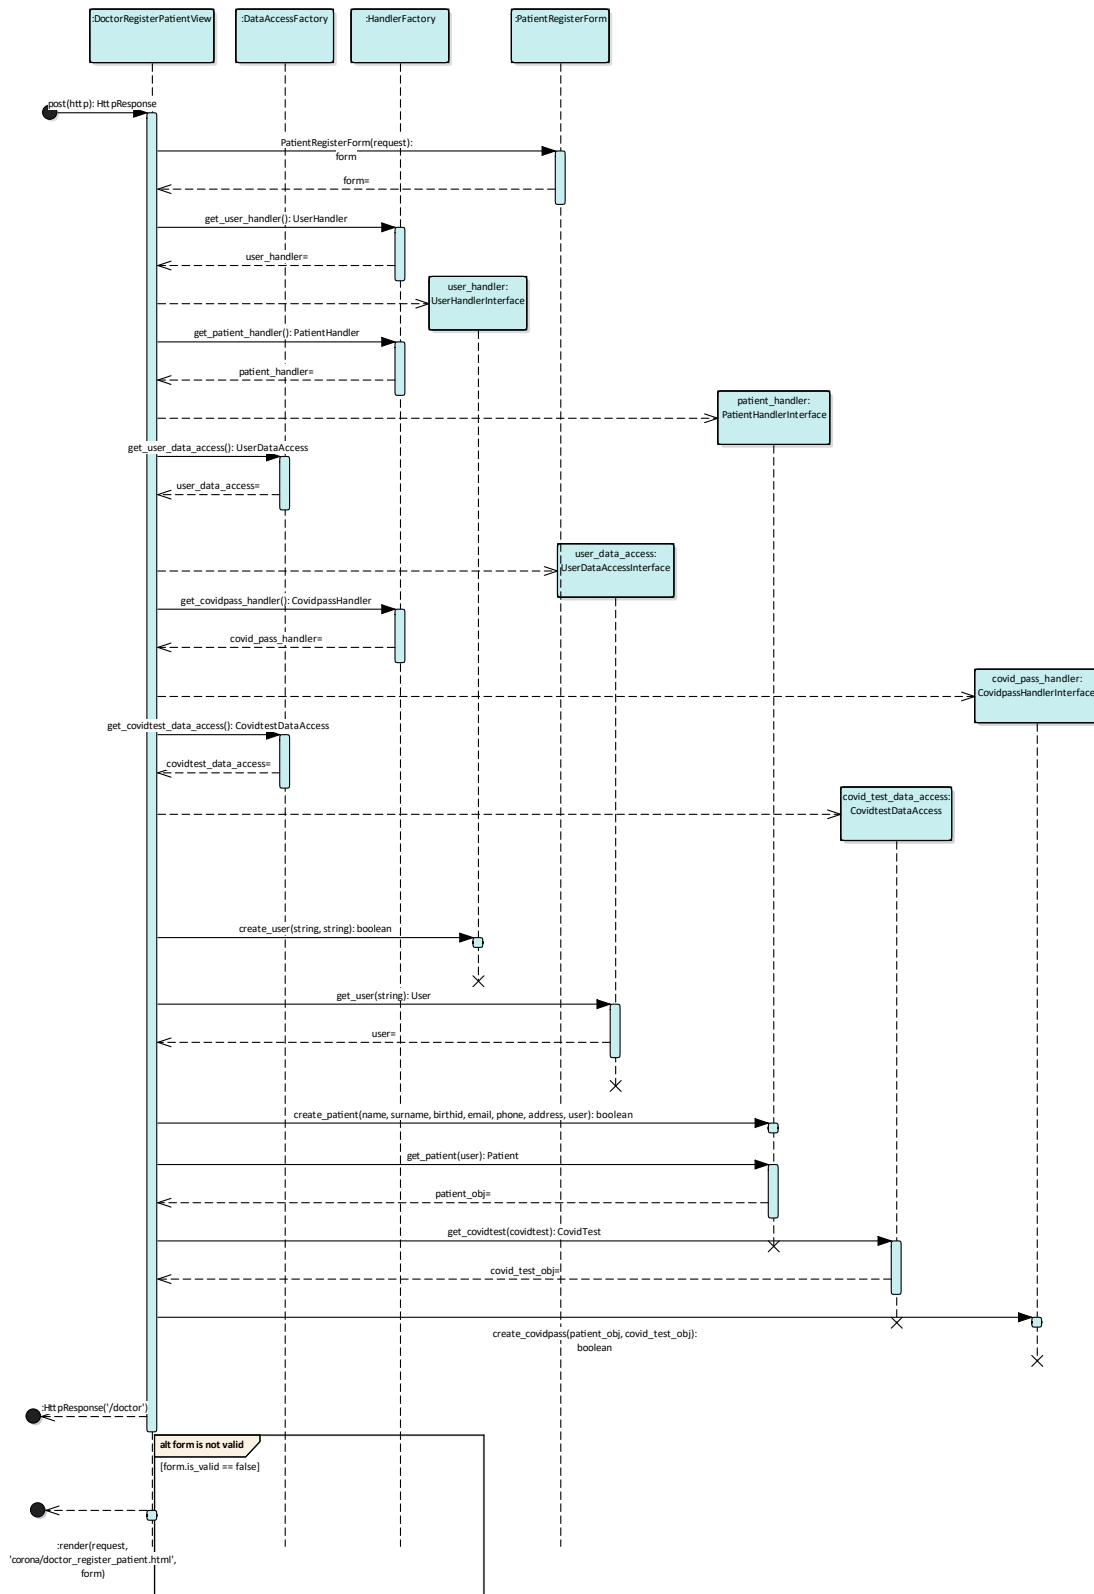 :DoctorRegisterPatientView
:DataAccessFactory
:HandlerFactory
:PatientRegisterForm
post(http): HttpResponse
PatientRegisterForm(request):
form
form=
get_user_handler(): UserHandler
user_handler=
user_handler:
UserHandlerInterface
get_patient_handler(): PatientHandler
patient_handler=
patient_handler:
PatientHandlerInterface
get_user_data_access(): UserDataAccess
user_data_access=
user_data_access:
UserDataAccessInterface
get_covidpass_handler(): CovidpassHandler
covid_pass_handler=
covid_pass_handler:
CovidpassHandlerInterface
get_covidtest_data_access(): CovidtestDataAccess
covidtest_data_access=
covid_test_data_access:
CovidtestDataAccess
create_user(string, string): boolean
get_user(string): User
user=
create_patient(name, surname, birthid, email, phone, address, user): boolean
get_patient(user): Patient
patient_obj=
get_covidtest(covidtest): CovidTest
covid_test_obj=
create_covidpass(patient_obj, covid_test_obj):
boolean
:HttpResponse('/doctor')
alt form is not valid
[form.is_valid == false]
:render(request,
'corona/doctor_register_patient.html',
form)